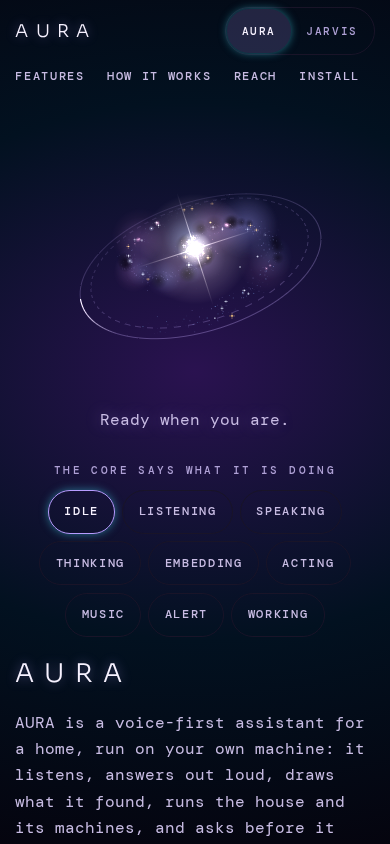 AURA
AURA JARVIS
FEATURES HOW IT WORKS REACH INSTALL
Ready when you are.
THE CORE SAYS WHAT IT IS DOING
IDLE LISTENING SPEAKING
THINKING EMBEDDING ACTING
MUSIC ALERT WORKING
AURA
AURA is a voice-first assistant for
a home, run on your own machine: it
listens, answers out loud, draws
what it found, runs the house and
its machines, and asks before it